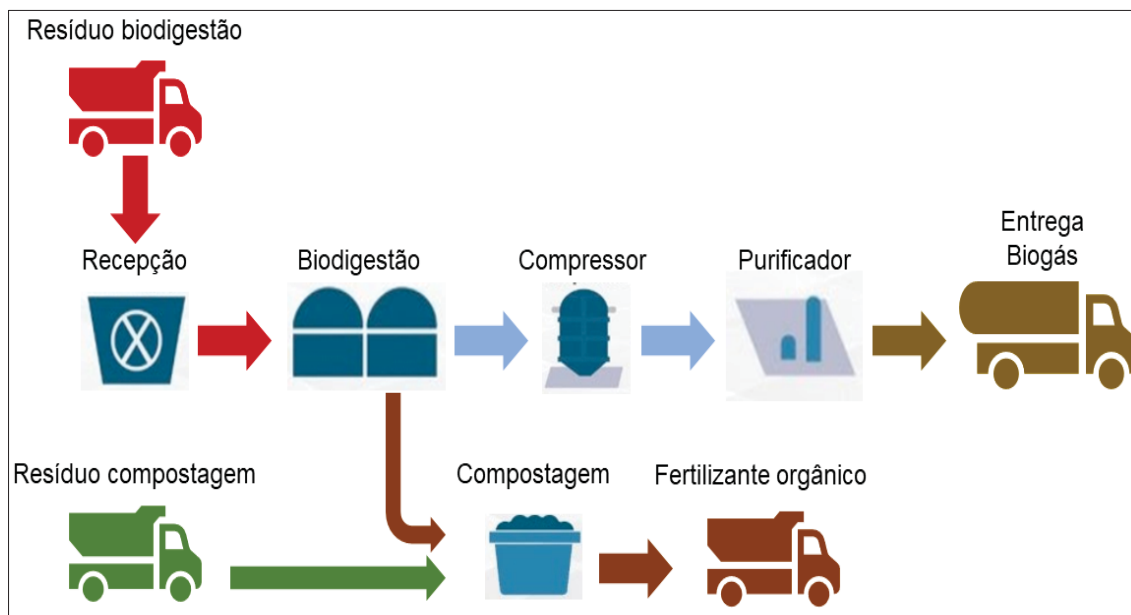 Resíduo biodigestão
Recepção
Biodigestão
Compressor
Purificador
Entrega
Biogás
Resíduo compostagem
Compostagem
Fertilizante orgânico